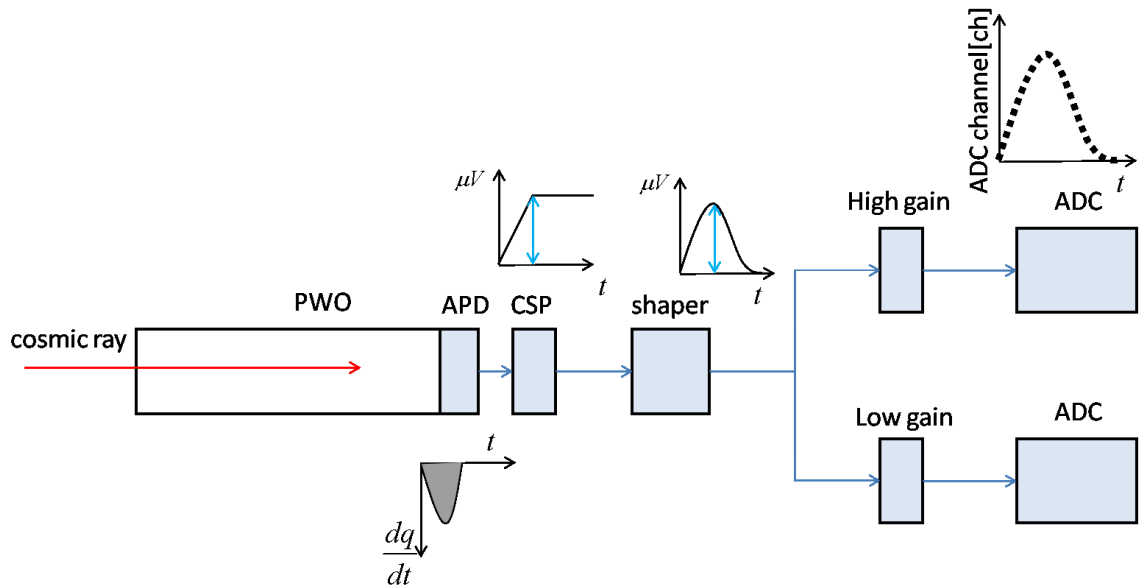 ADC channel[ch]
t
μV
t
μV
t
High gain
ADC
PWO
APD
CSP
shaper
cosmic ray
Low gain
ADC
t
dq
dt